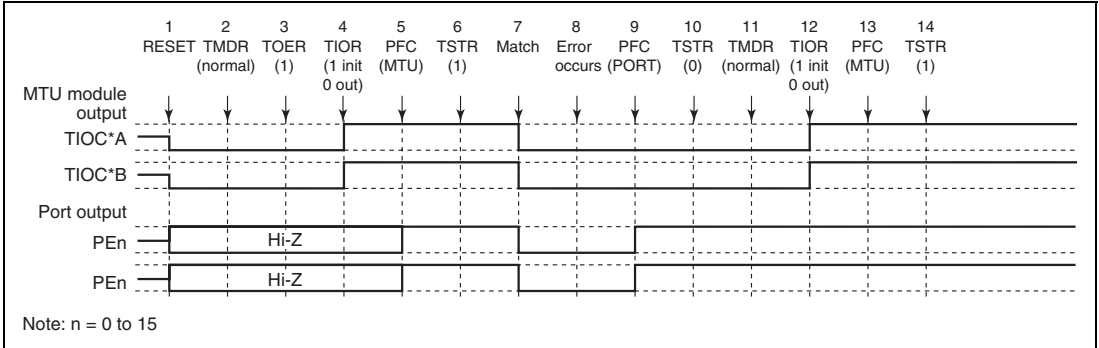 1 2 3 4 5 6 7 8 9 10 11 12 13 14
RESET TMDR TOER TIOR PFC TSTR Match Error PFC TSTR TMDR TIOR PFC TSTR
(normal) (1) (1 init (MTU) (1) occurs (PORT) (0) (normal) (1 init (MTU) (1)
0 out) 0 out)
MTU module
output
TIOC*A
TIOC*B
Port output
PEn Hi-Z
PEn Hi-Z
Note: n = 0 to 15